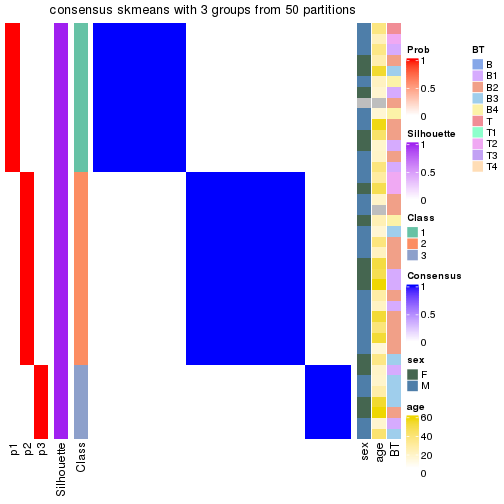 consensus skmeans with 3 groups from 50 partitions
p1
p2
p3
Silhouette
Class
sex
age
BT
Prob
1
0.5
0
Silhouette
1
0.5
0
Class
1
2
3
Consensus
1
0.5
0
sex
F
M
age
60
40
20
0
BT
B
B1
B2
B3
B4
T
T1
T2
T3
T4